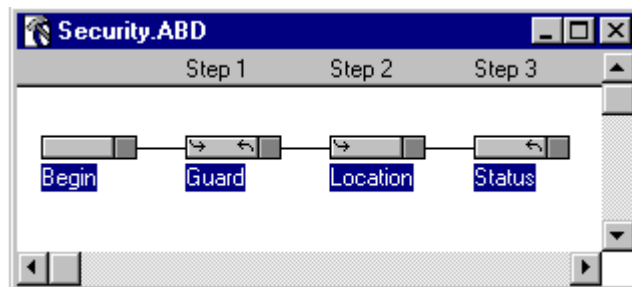 Security.ABD
Step 1 Step 2 Step 3
Begin Guard Location Status